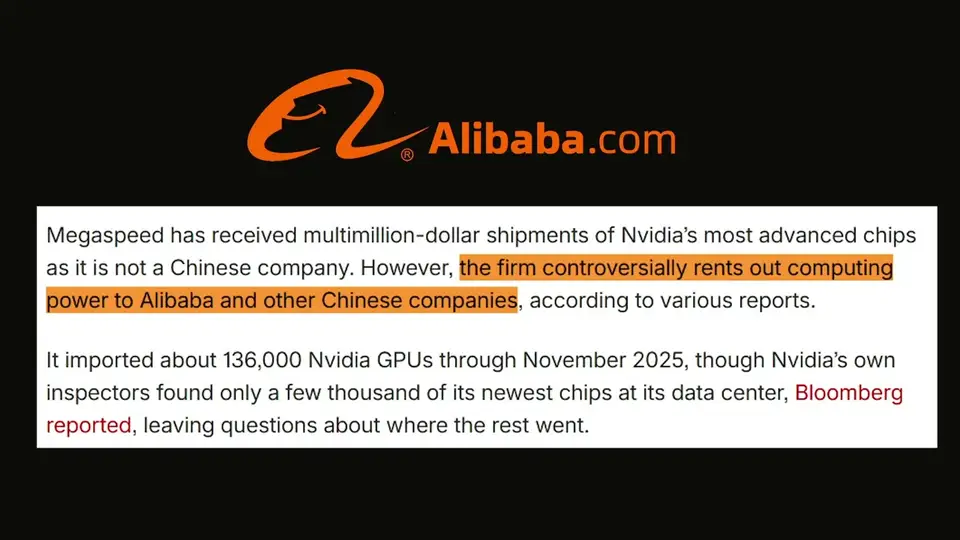 Alibaba.com
Megaspeed has received multimillion-dollar shipments of Nvidia’s most advanced chips
as it is not a Chinese company. However, the firm controversially rents out computing
power to Alibaba and other Chinese companies, according to various reports.
It imported about 136,000 Nvidia GPUs through November 2025, though Nvidia’s own
inspectors found only a few thousand of its newest chips at its data center, Bloomberg
reported, leaving questions about where the rest went.